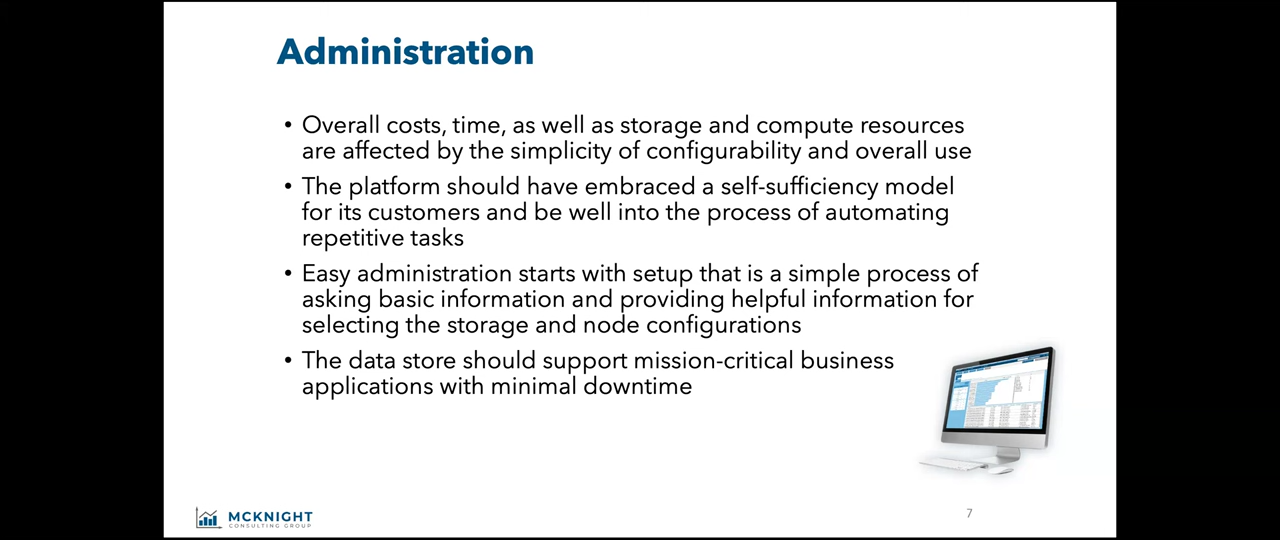 Administration
• Overall costs, time, as well as storage and compute resources
are affected by the simplicity of configurability and overall use
• The platform should have embraced a self-sufficiency model
for its customers and be well into the process of automating
repetitive tasks
• Easy administration starts with setup that is a simple process of
asking basic information and providing helpful information for
selecting the storage and node configurations
• The data store should support mission-critical business
applications with minimal downtime
MCKNIGHT
CONSULTING GROUP
7